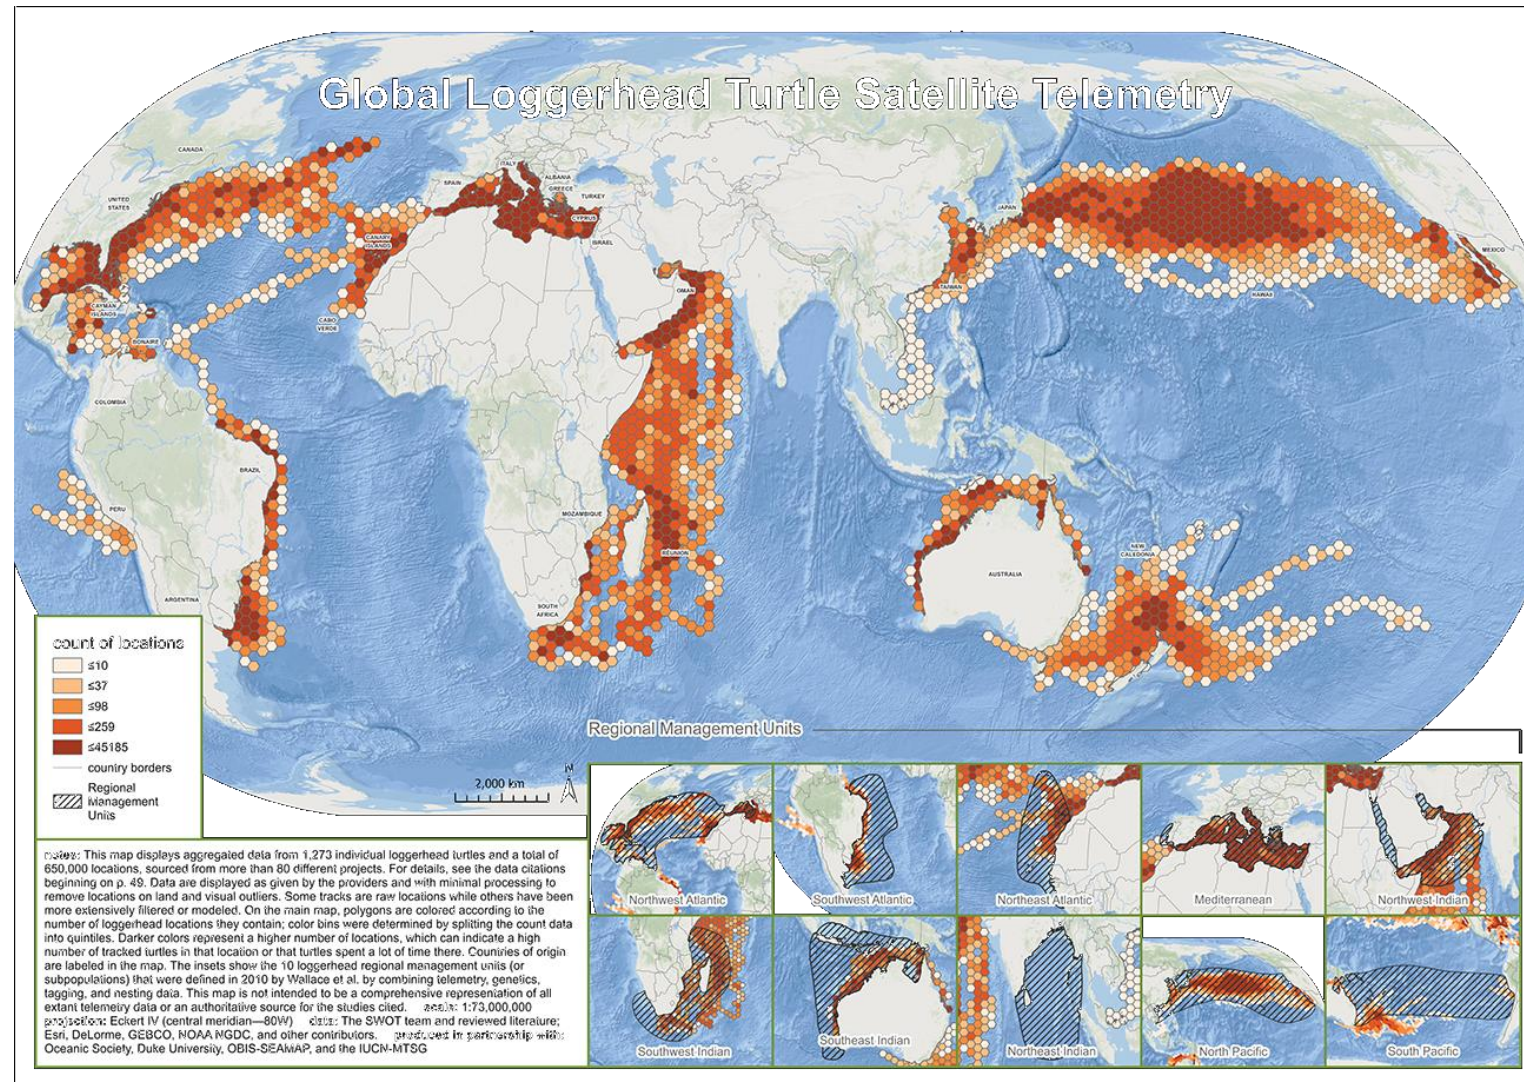 Global Loggerhead Turtle Satellite Telemetry
CANADA
UNITED
STATES
CAYMAN
ISLANDS
BONAIRE
COLOMBIA
BRAZIL
PERU
ARGENTINA
SPAIN
ITALY
ALBANIA
GREECE
TURKEY
CYPRUS
ISRAEL
CANARY
ISLANDS
CABO
VERDE
OMAN
MOZAMBIQUE
RÉUNION
SOUTH
AFRICA
JAPAN
TAIWAN
HAWAII
MEXICO
AUSTRALIA
NEW
CALEDONIA
count of locations
≤10
≤37
≤98
≤259
≤45185
country borders
Regional
Management
Units
2,000 km
N
Regional Management Units
Northwest Atlantic
Southwest Atlantic
Northeast Atlantic
Mediterranean
Northwest Indian
Southwest Indian
Southeast Indian
Northeast Indian
North Pacific
South Pacific
notes: This map displays aggregated data from 1,273 individual loggerhead turtles and a total of
650,000 locations, sourced from more than 80 different projects. For details, see the data citations
beginning on p. 49. Data are displayed as given by the providers and with minimal processing to
remove locations on land and visual outliers. Some tracks are raw locations while others have been
more extensively filtered or modeled. On the main map, polygons are colored according to the
number of loggerhead locations they contain; color bins were determined by splitting the count data
into quintiles. Darker colors represent a higher number of locations, which can indicate a high
number of tracked turtles in that location or that turtles spent a lot of time there. Countries of origin
are labeled in the map. The insets show the 10 loggerhead regional management units (or
subpopulations) that were defined in 2010 by Wallace et al. by combining telemetry, genetics,
tagging, and nesting data. This map is not intended to be a comprehensive representation of all
extant telemetry data or an authoritative source for the studies cited. scale: 1:73,000,000
projection: Eckert IV (central meridian—80W) data: The SWOT team and reviewed literature;
Esri, DeLorme, GEBCO, NOAA NGDC, and other contributors. produced in partnership with:
Oceanic Society, Duke University, OBIS-SEAMAP, and the IUCN-MTSG